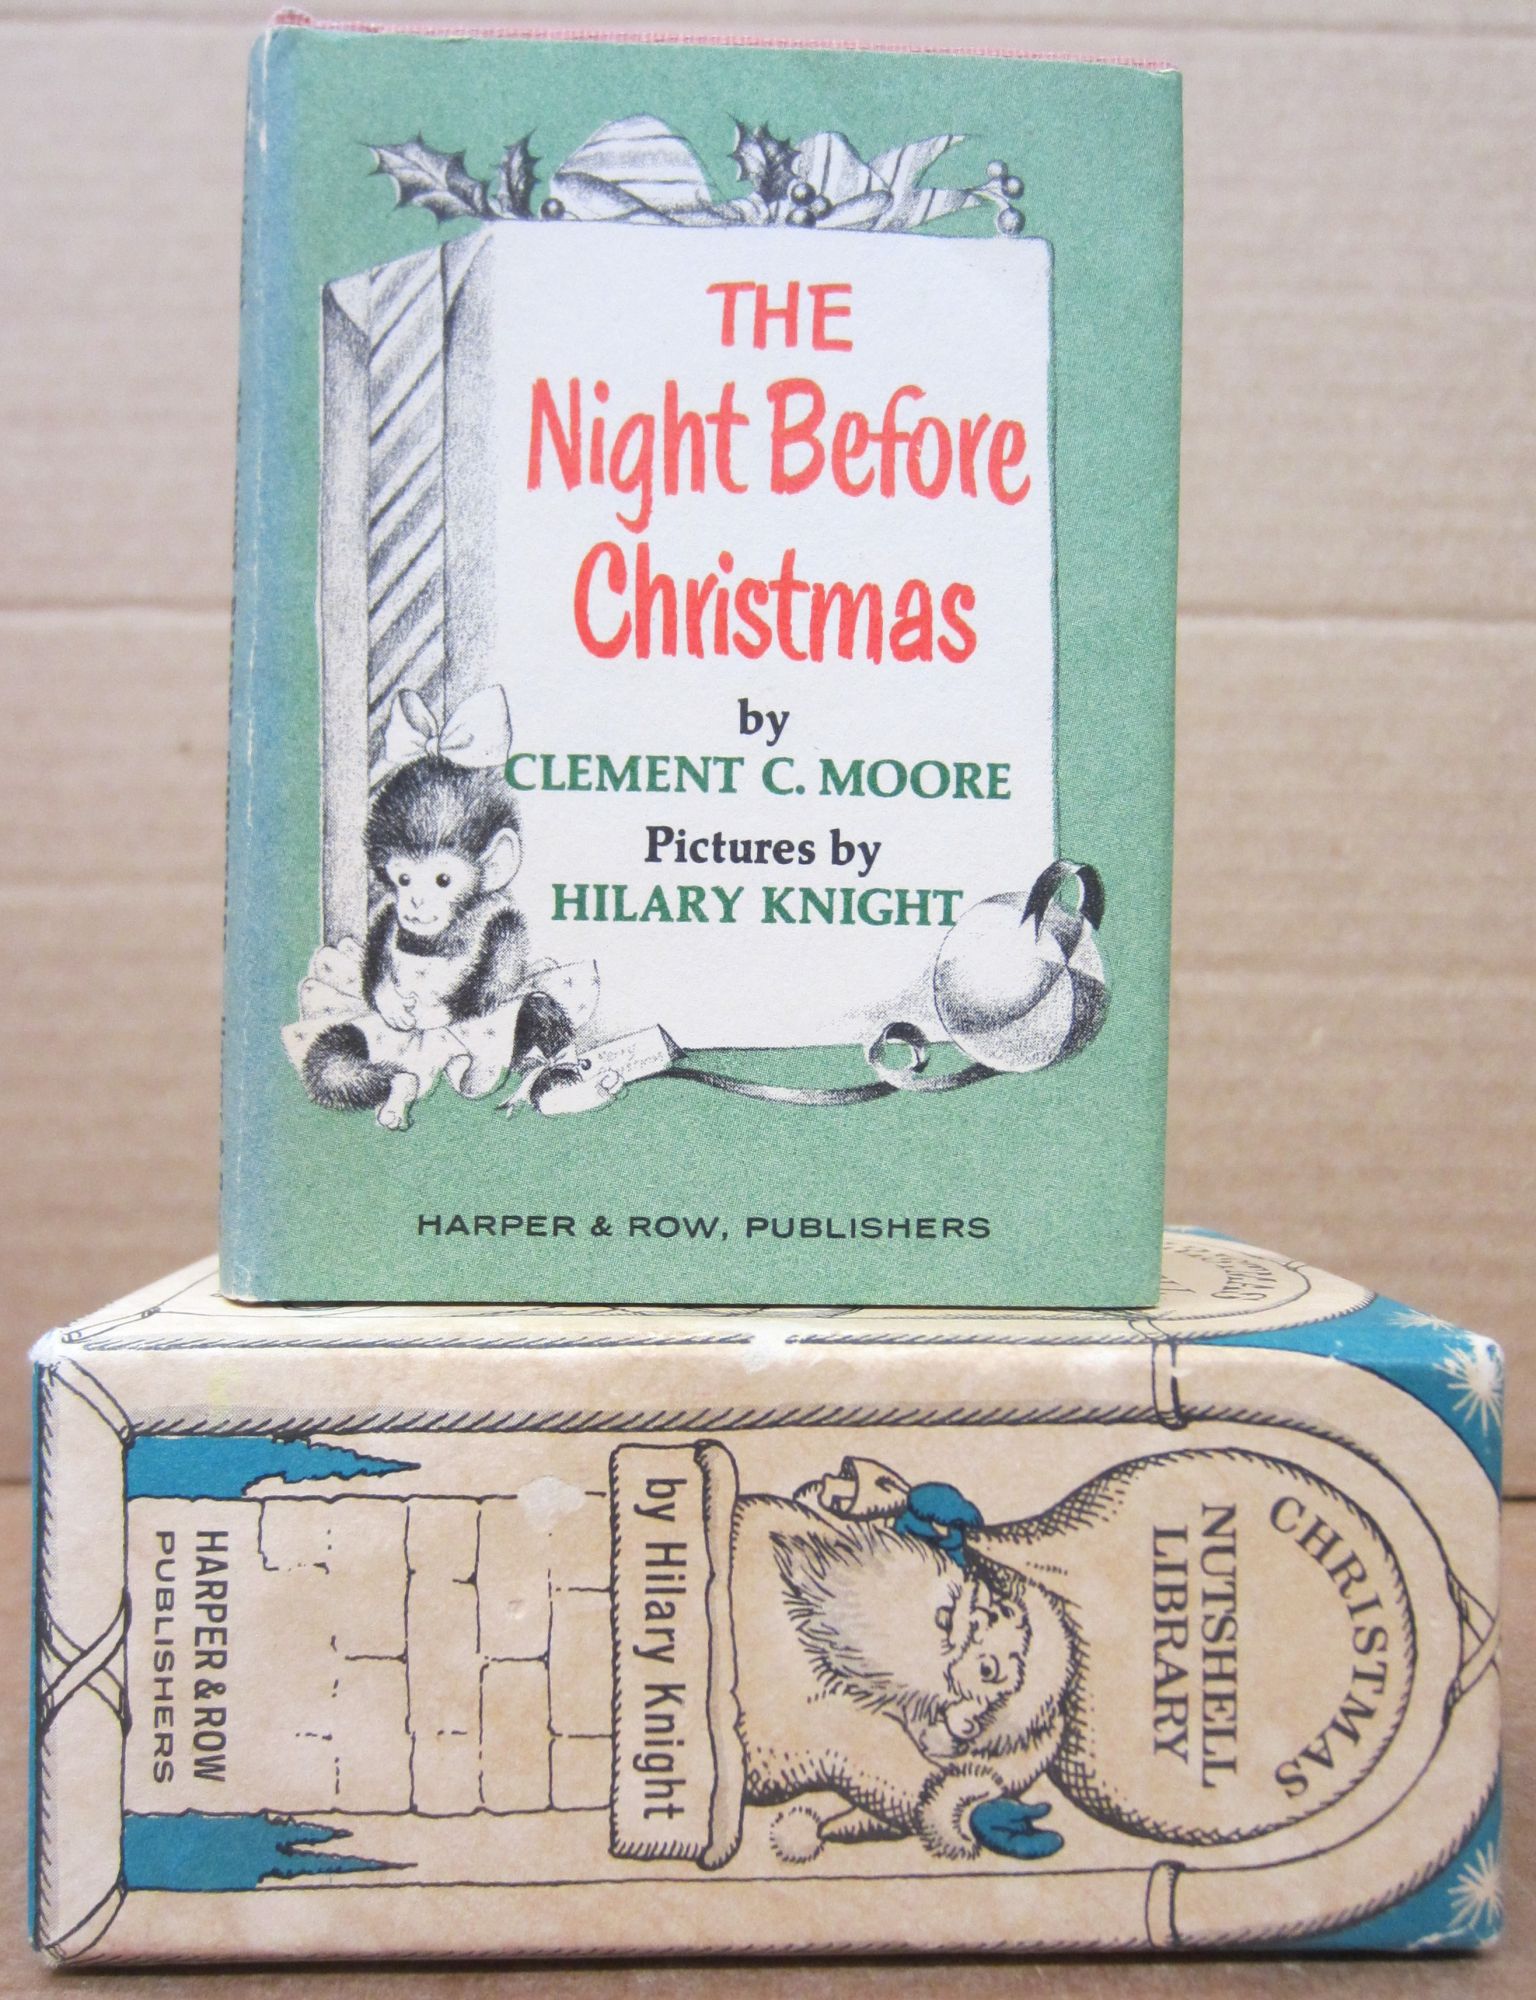 THE
Night Before
Christmas
by
CLEMENT C. MOORE
Pictures by
HILARY KNIGHT
HARPER & ROW, PUBLISHERS
CHRISTMAS
NUTSHELL
LIBRARY
by Hilary Knight
HARPER & ROW
PUBLISHERS